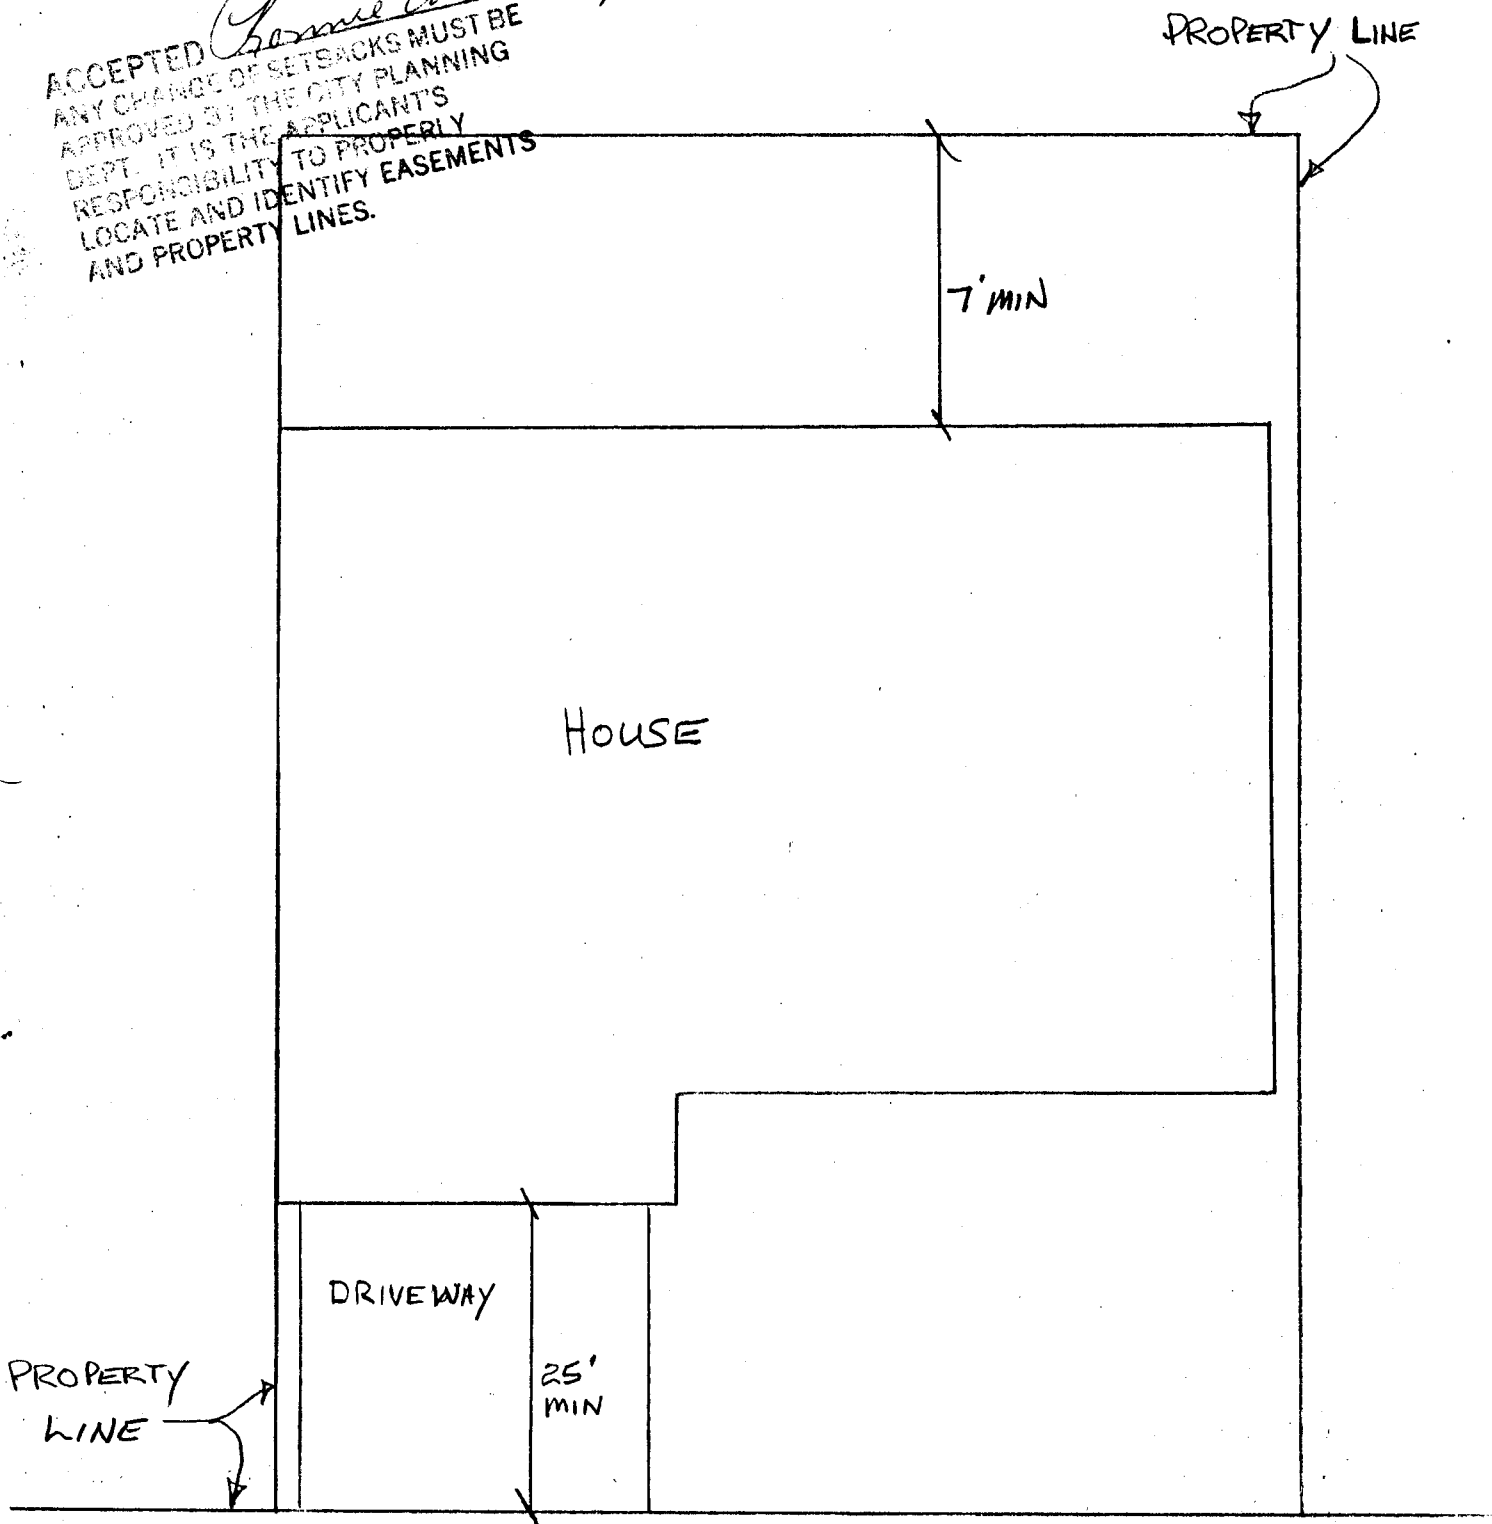 ACCEPTED
ANY CHANGE OF SETBACKS MUST BE
APPROVED BY THE CITY PLANNING
DEPT. IT IS THE APPLICANT'S
RESPONSIBILITY TO PROPERLY
LOCATE AND IDENTIFY EASEMENTS
AND PROPERTY LINES.
PROPERTY LINE
7' MIN
HOUSE
DRIVEWAY
25'
MIN
PROPERTY
LINE